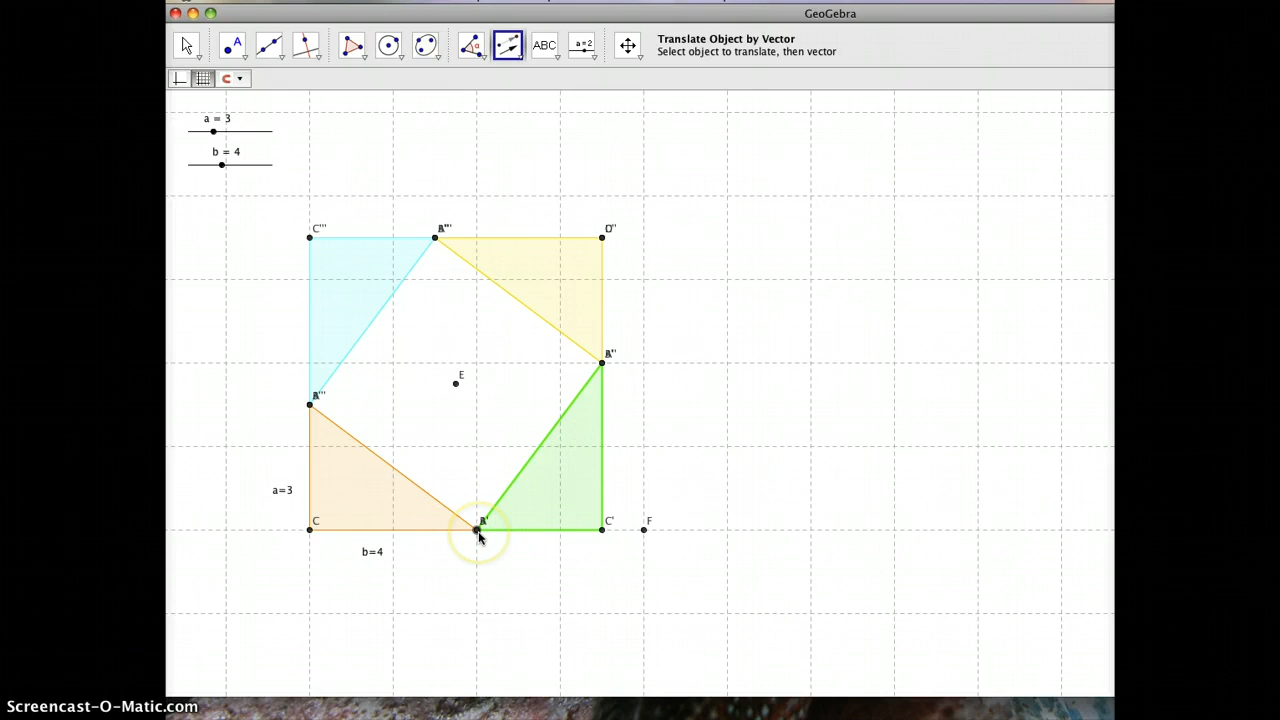 GeoGebra
A
ABC
a=2
Translate Object by Vector
Select object to translate, then vector
a = 3
b = 4
C'''
D''
E
a=3
C
C'
F
b=4
Screencast-O-Matic.com